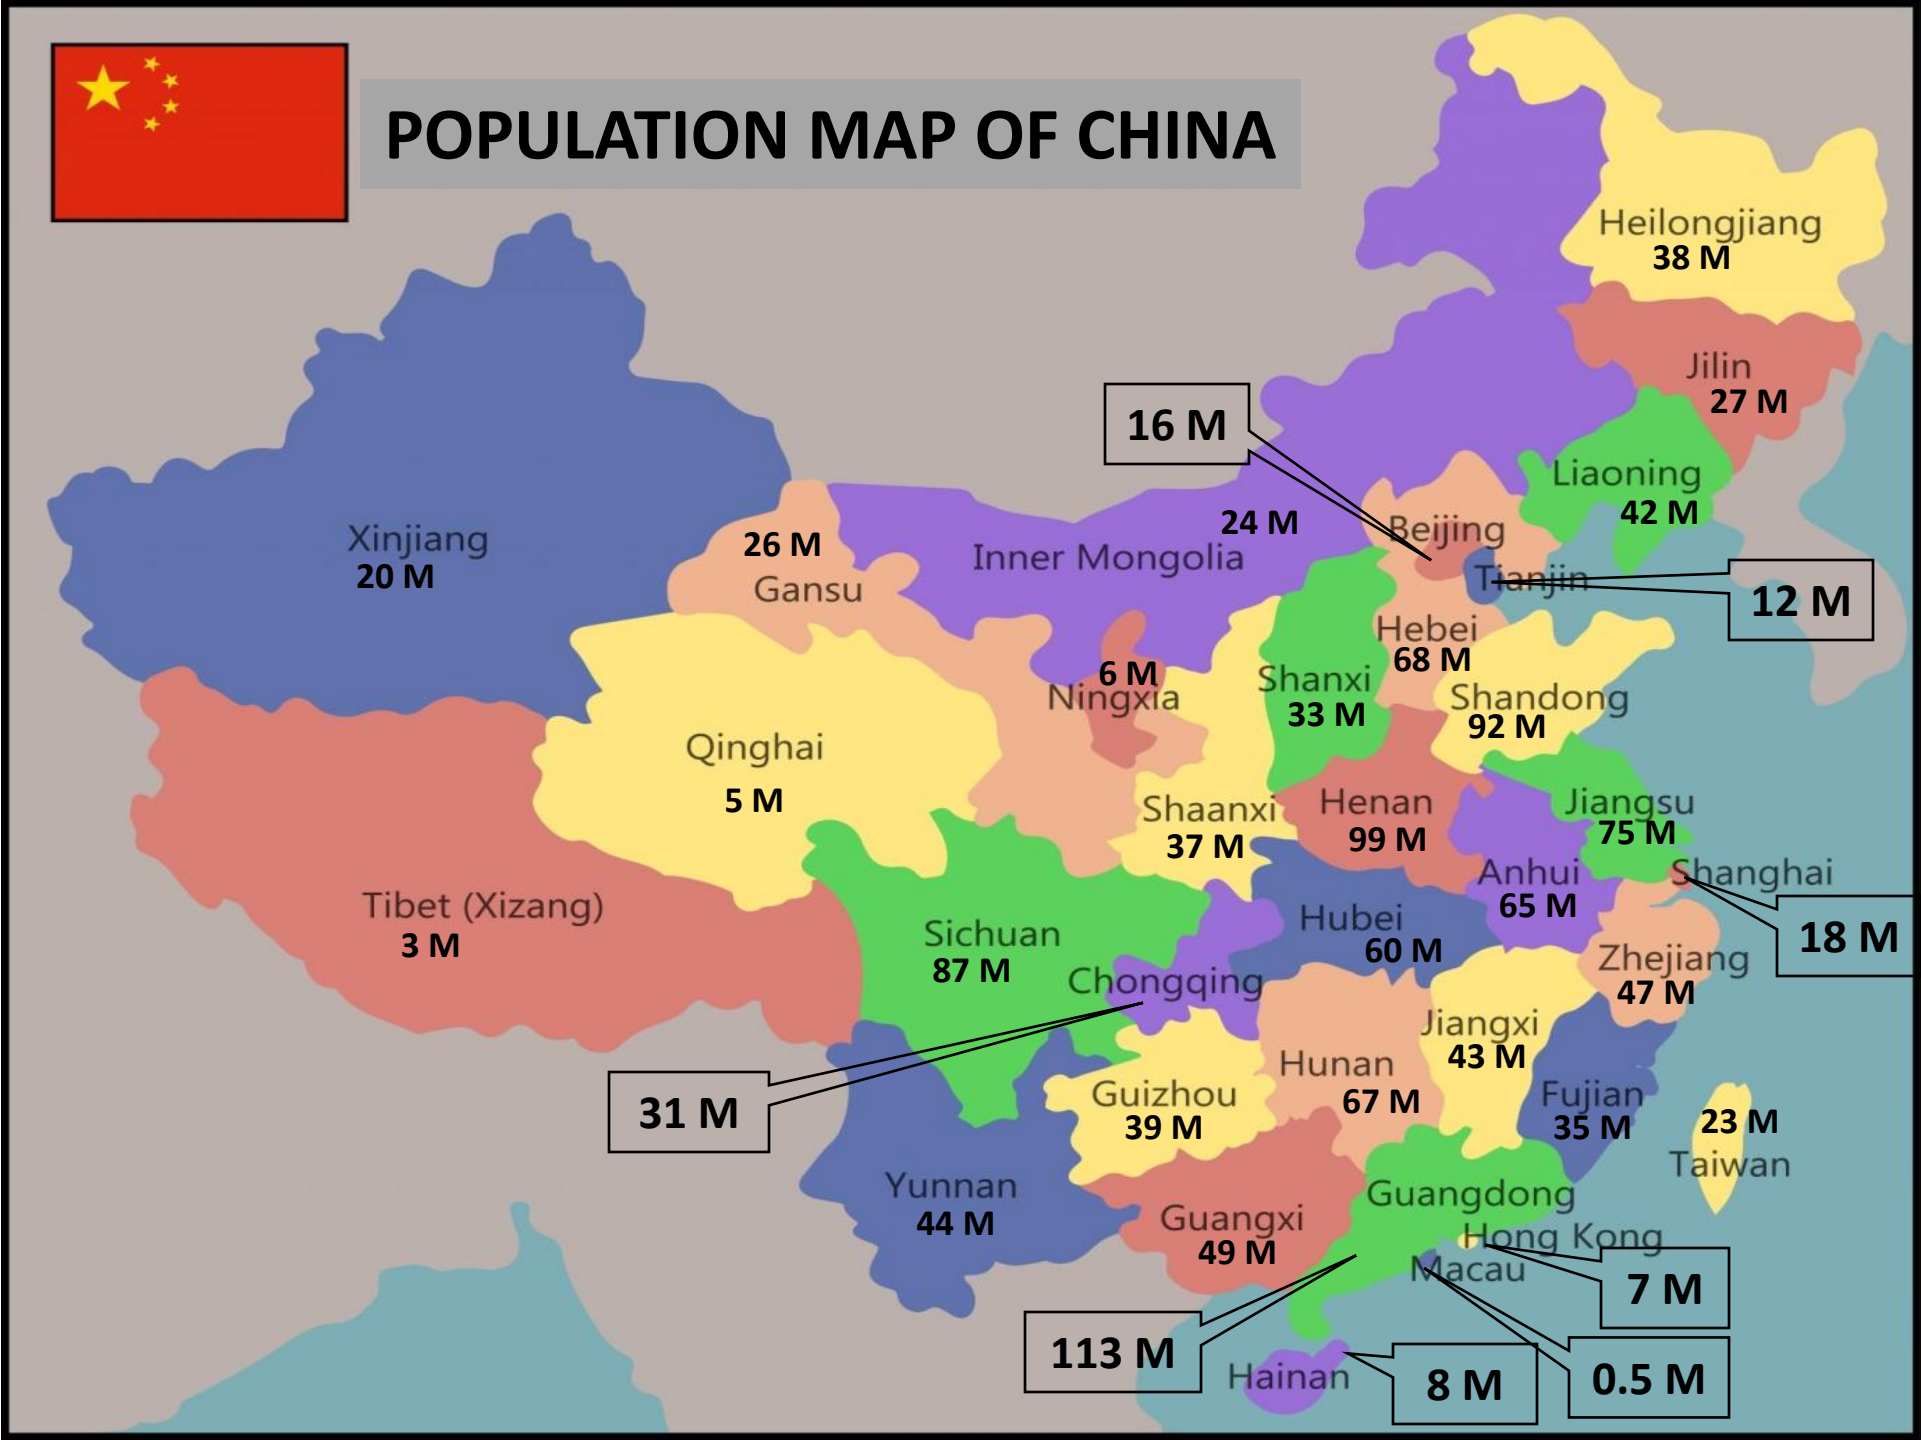 POPULATION MAP OF CHINA
Heilongjiang
38 M
Jilin
27 M
16 M
Liaoning
42 M
24 M
Inner Mongolia
Beijing
Tianjin
12 M
Xinjiang
20 M
26 M
Gansu
Hebei
68 M
6 M
Ningxia
Shanxi
33 M
Shandong
92 M
Qinghai
5 M
Shaanxi
37 M
Henan
99 M
Jiangsu
75 M
Anhui
65 M
Shanghai
18 M
Tibet (Xizang)
3 M
Sichuan
87 M
Hubei
60 M
Chongqing
31 M
Zhejiang
47 M
Jiangxi
43 M
Hunan
67 M
Guizhou
39 M
Fujian
35 M
23 M
Taiwan
Yunnan
44 M
Guangxi
49 M
Guangdong
113 M
Hong Kong
7 M
Macau
0.5 M
Hainan
8 M